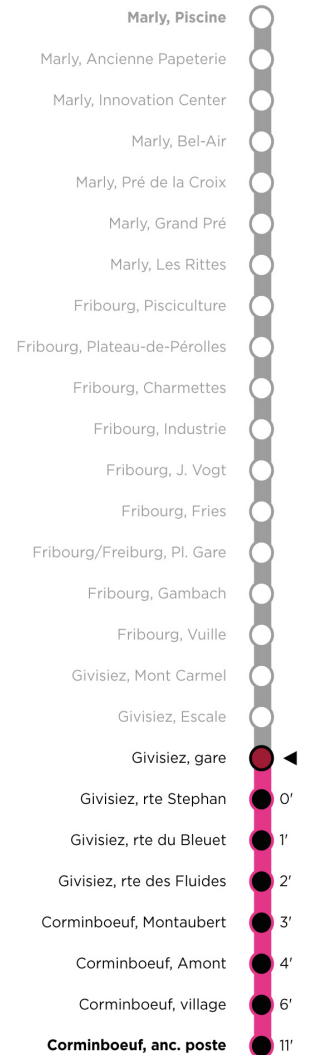 Marly, Piscine
Marly, Ancienne Papeterie
Marly, Innovation Center
Marly, Bel-Air
Marly, Pré de la Croix
Marly, Grand Pré
Marly, Les Rittes
Fribourg, Pisciculture
Fribourg, Plateau-de-Pérolles
Fribourg, Charmettes
Fribourg, Industrie
Fribourg, J. Vogt
Fribourg, Fries
Fribourg/Freiburg, Pl. Gare
Fribourg, Gambach
Fribourg, Vuille
Givisiez, Mont Carmel
Givisiez, Escale
Givisiez, gare
Givisiez, rte Stephan 0'
Givisiez, rte du Bleuet 1'
Givisiez, rte des Fluides 2'
Corminboeuf, Montaubert 3'
Corminboeuf, Amont 4'
Corminboeuf, village 6'
Corminboeuf, anc. poste 11'